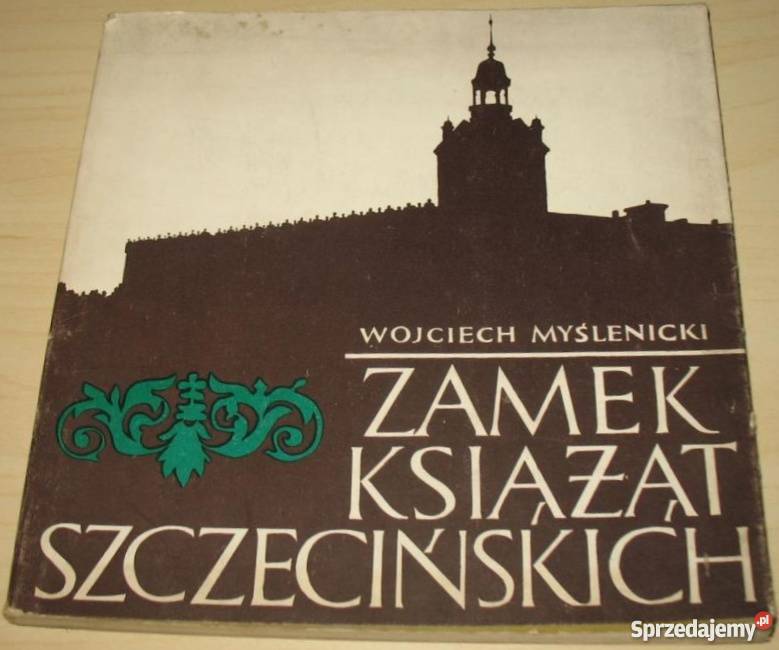 WOJCIECH MYŚLENICKI
ZAMEK
KSIĄŻĄT
SZCZECIŃSKICH
Sprzedajemy.pl